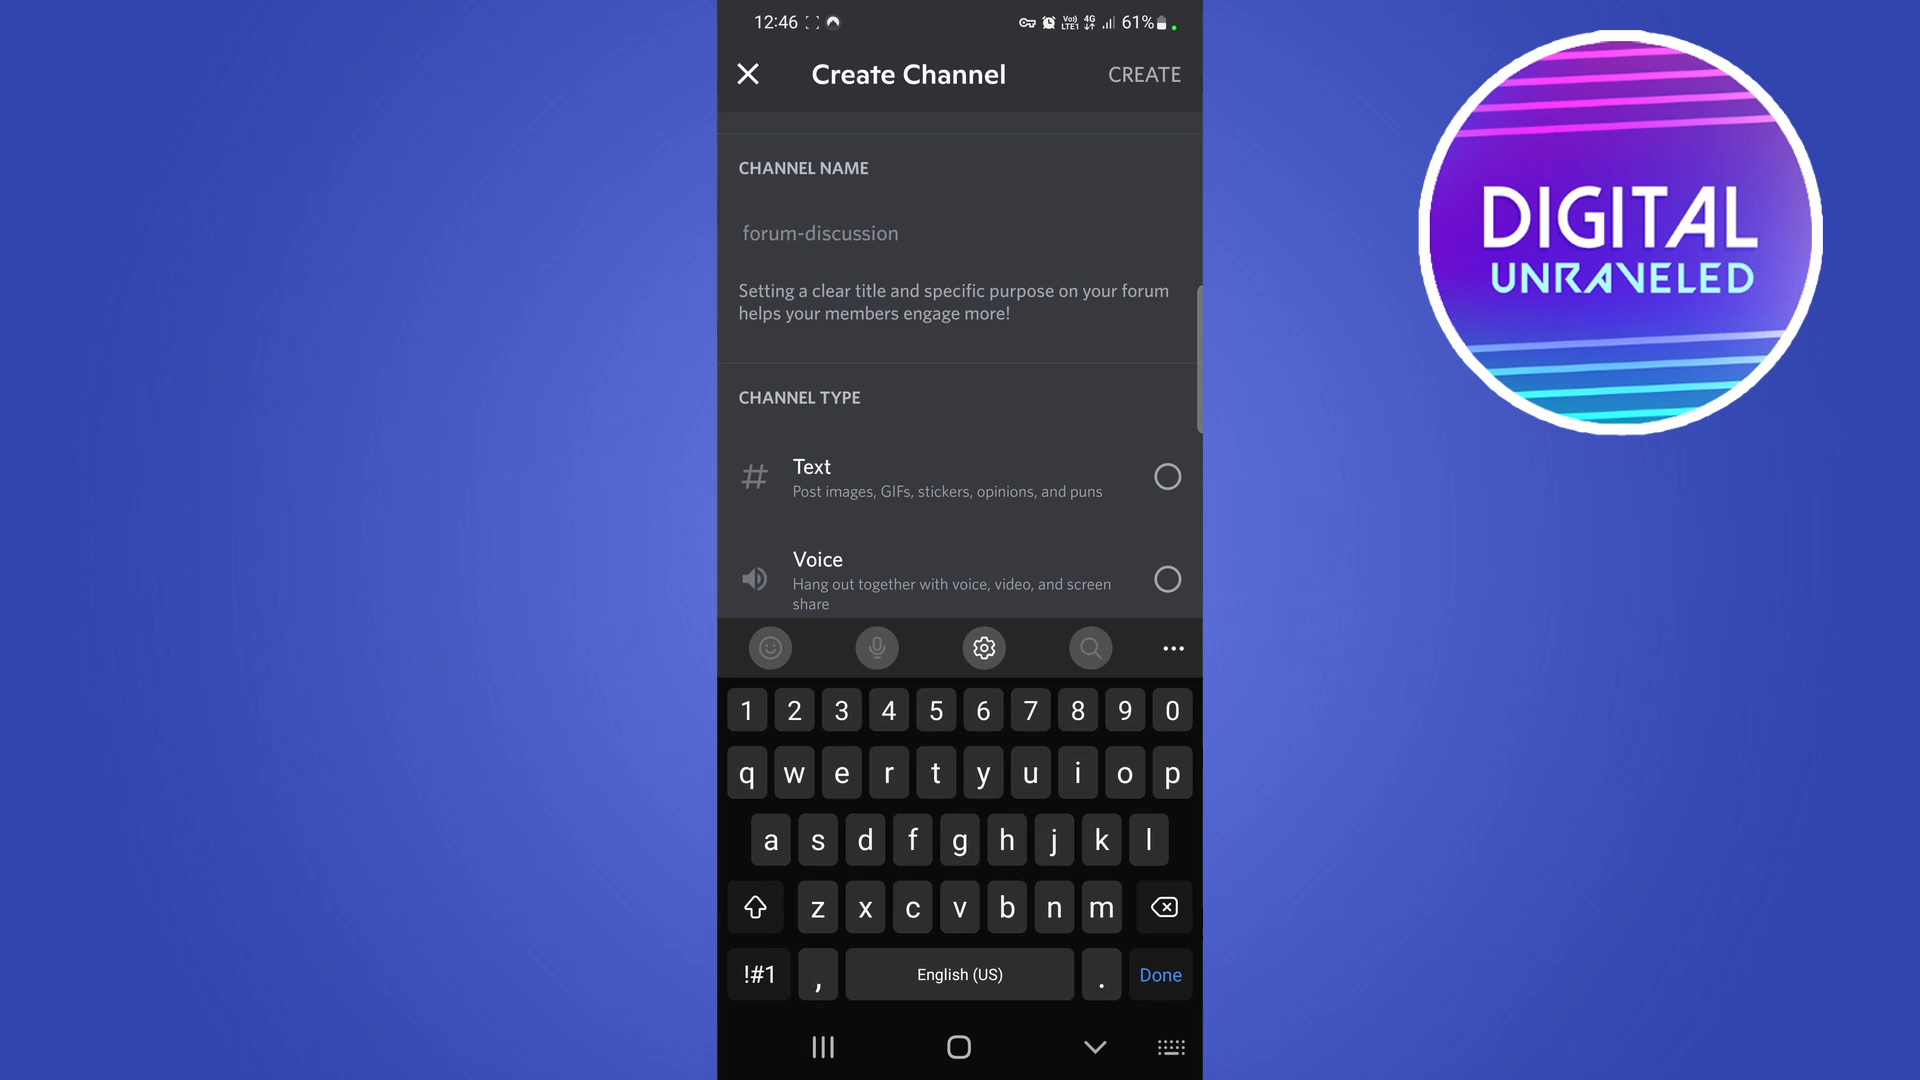 12:46
Vo)) LTE1 4G 61%
Create Channel
CREATE
CHANNEL NAME
forum-discussion
Setting a clear title and specific purpose on your forum
helps your members engage more!
CHANNEL TYPE
Text
Post images, GIFs, stickers, opinions, and puns
Voice
Hang out together with voice, video, and screen
share
1 2 3 4 5 6 7 8 9 0
q w e r t y u i o p
a s d f g h j k l
z x c v b n m
!#1 , English (US) . Done
DIGITAL
UNRAVELED